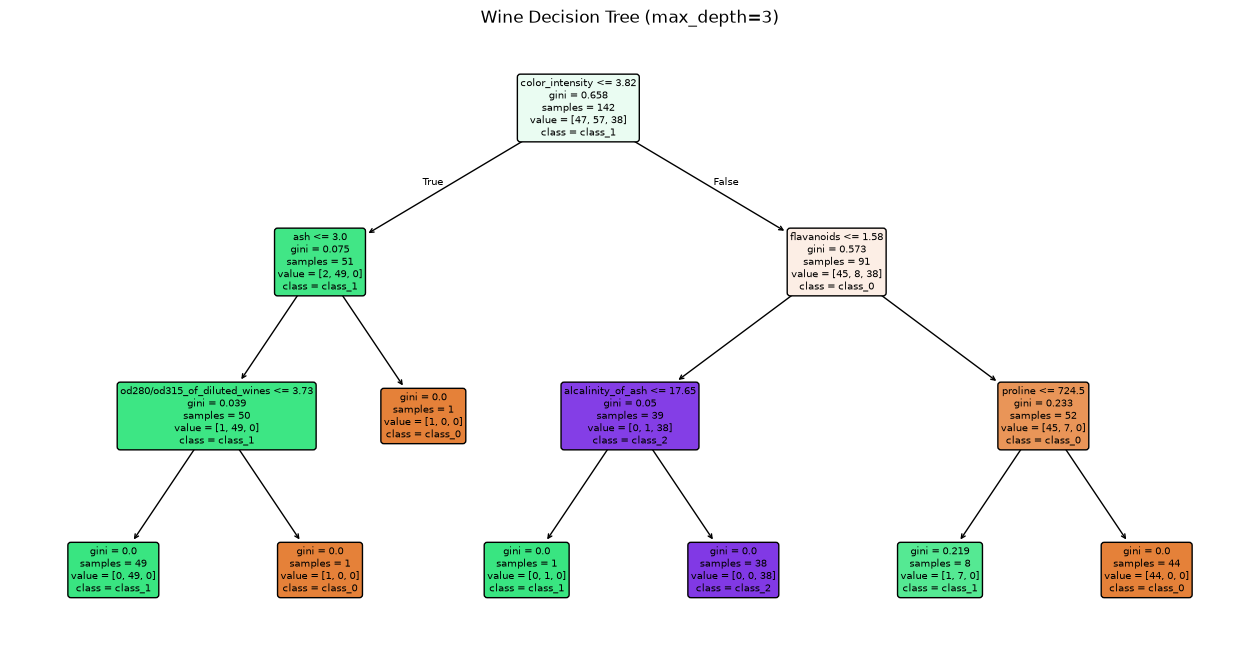 Wine Decision Tree (max_depth=3)
color_intensity <= 3.82
gini = 0.658
samples = 142
value = [47, 57, 38]
class = class_1
True
False
ash <= 3.0
gini = 0.075
samples = 51
value = [2, 49, 0]
class = class_1
flavanoids <= 1.58
gini = 0.573
samples = 91
value = [45, 8, 38]
class = class_0
od280/od315_of_diluted_wines <= 3.73
gini = 0.039
samples = 50
value = [1, 49, 0]
class = class_1
gini = 0.0
samples = 1
value = [1, 0, 0]
class = class_0
alcalinity_of_ash <= 17.65
gini = 0.05
samples = 39
value = [0, 1, 38]
class = class_2
proline <= 724.5
gini = 0.233
samples = 52
value = [45, 7, 0]
class = class_0
gini = 0.0
samples = 49
value = [0, 49, 0]
class = class_1
gini = 0.0
samples = 1
value = [1, 0, 0]
class = class_0
gini = 0.0
samples = 1
value = [0, 1, 0]
class = class_1
gini = 0.0
samples = 38
value = [0, 0, 38]
class = class_2
gini = 0.219
samples = 8
value = [1, 7, 0]
class = class_1
gini = 0.0
samples = 44
value = [44, 0, 0]
class = class_0